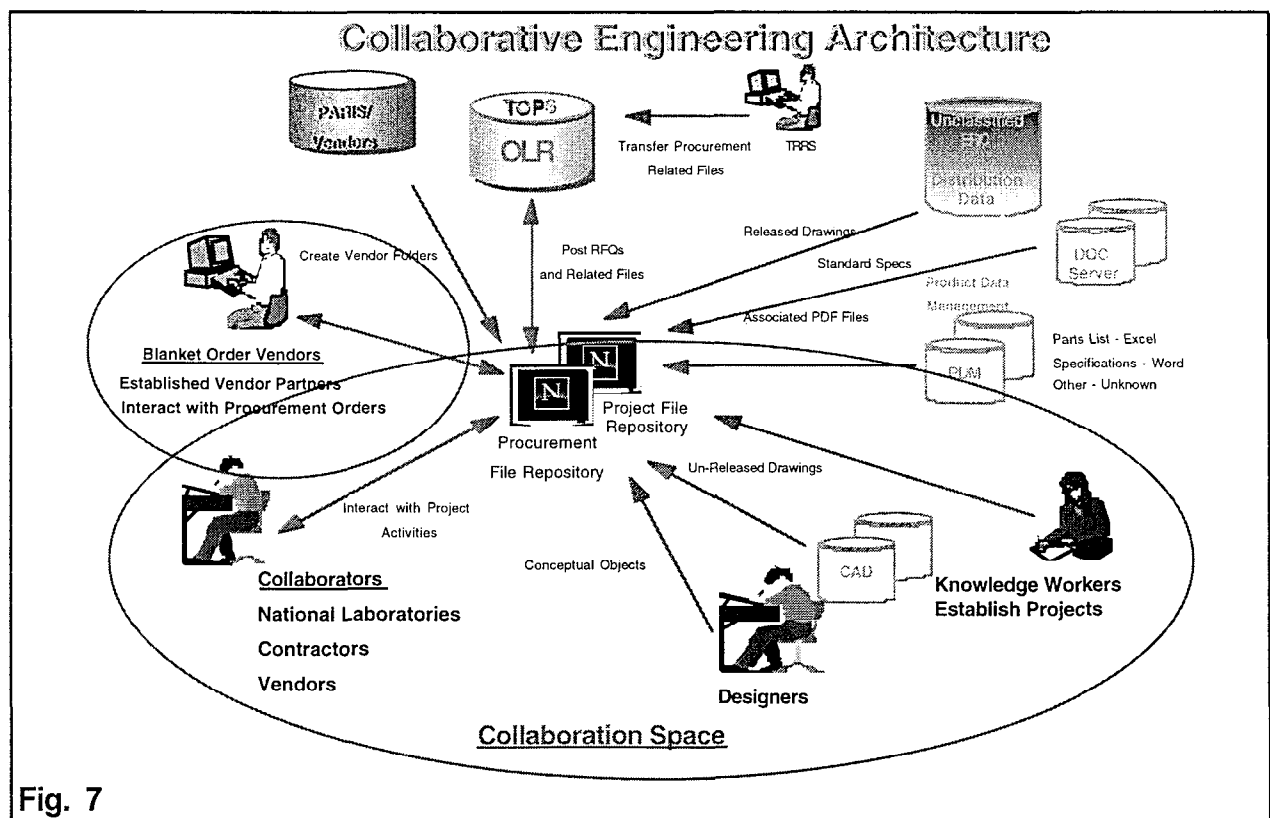 Collaborative Engineering Architecture
PARIS/
Vendors
TOPS
OLR
Transfer Procurement
Related Files
TRRS
Unclassified
Distribution
Data
Create Vendor Folders
Post RFQs
and Related Files
Released Drawings
Standard Specs
DOC
Server
Product Data
Management
Associated PDF Files
PDM
Parts List - Excel
Specifications - Word
Other - Unknown
Blanket Order Vendors
Established Vendor Partners
Interact with Procurement Orders
N
N
Project File
Repository
Procurement
File Repository
Un-Released Drawings
Interact with Project
Activities
Conceptual Objects
CAD
Collaborators
National Laboratories
Contractors
Vendors
Knowledge Workers
Establish Projects
Designers
Collaboration Space
Fig. 7